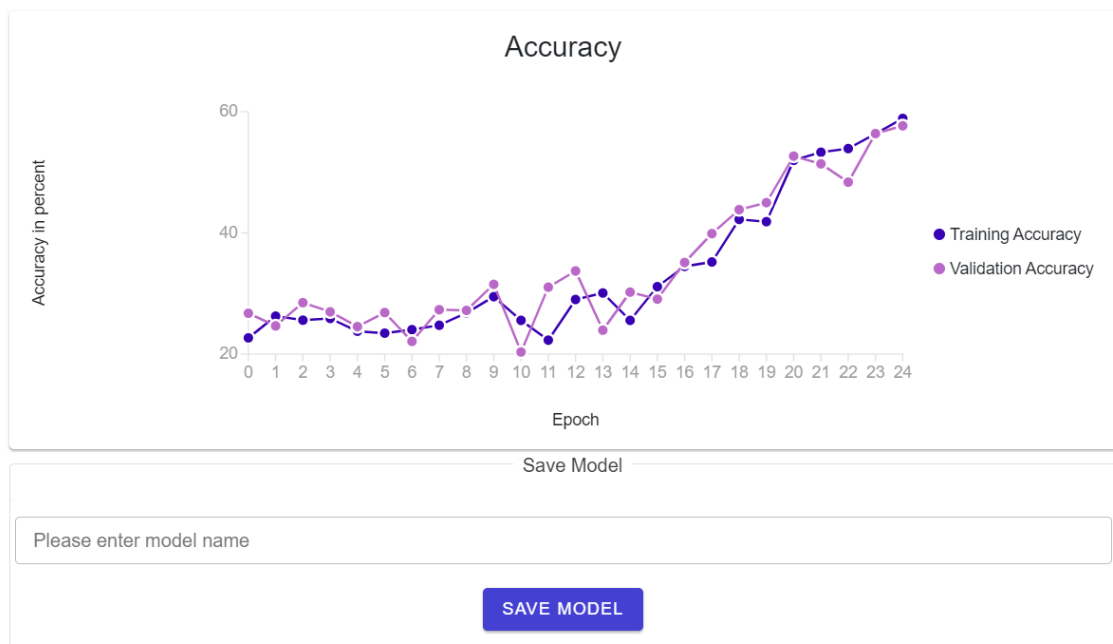 Accuracy
60
40
20
Accuracy in percent
0 1 2 3 4 5 6 7 8 9 10 11 12 13 14 15 16 17 18 19 20 21 22 23 24
Epoch
Training Accuracy
Validation Accuracy
Save Model
Please enter model name
SAVE MODEL